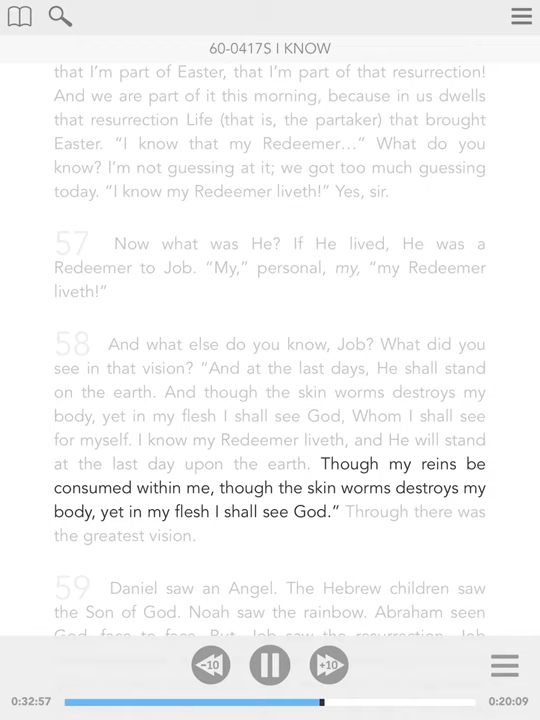 60-0417S I KNOW
that I’m part of Easter, that I’m part of that resurrection!
And we are part of it this morning, because in us dwells
that resurrection Life (that is, the partaker) that brought
Easter. “I know that my Redeemer…” What do you
know? I’m not guessing at it; we got too much guessing
today. “I know my Redeemer liveth!” Yes, sir.
57 Now what was He? If He lived, He was a
Redeemer to Job. “My,” personal, my, “my Redeemer
liveth!”
58 And what else do you know, Job? What did you
see in that vision? “And at the last days, He shall stand
on the earth. And though the skin worms destroys my
body, yet in my flesh I shall see God, Whom I shall see
for myself. I know my Redeemer liveth, and He will stand
at the last day upon the earth. Though my reins be
consumed within me, though the skin worms destroys my
body, yet in my flesh I shall see God.” Through there was
the greatest vision.
59 Daniel saw an Angel. The Hebrew children saw
the Son of God. Noah saw the rainbow. Abraham seen
God, face to face. But, Job saw the resurrection. Job
-10 +10
0:32:57 0:20:09